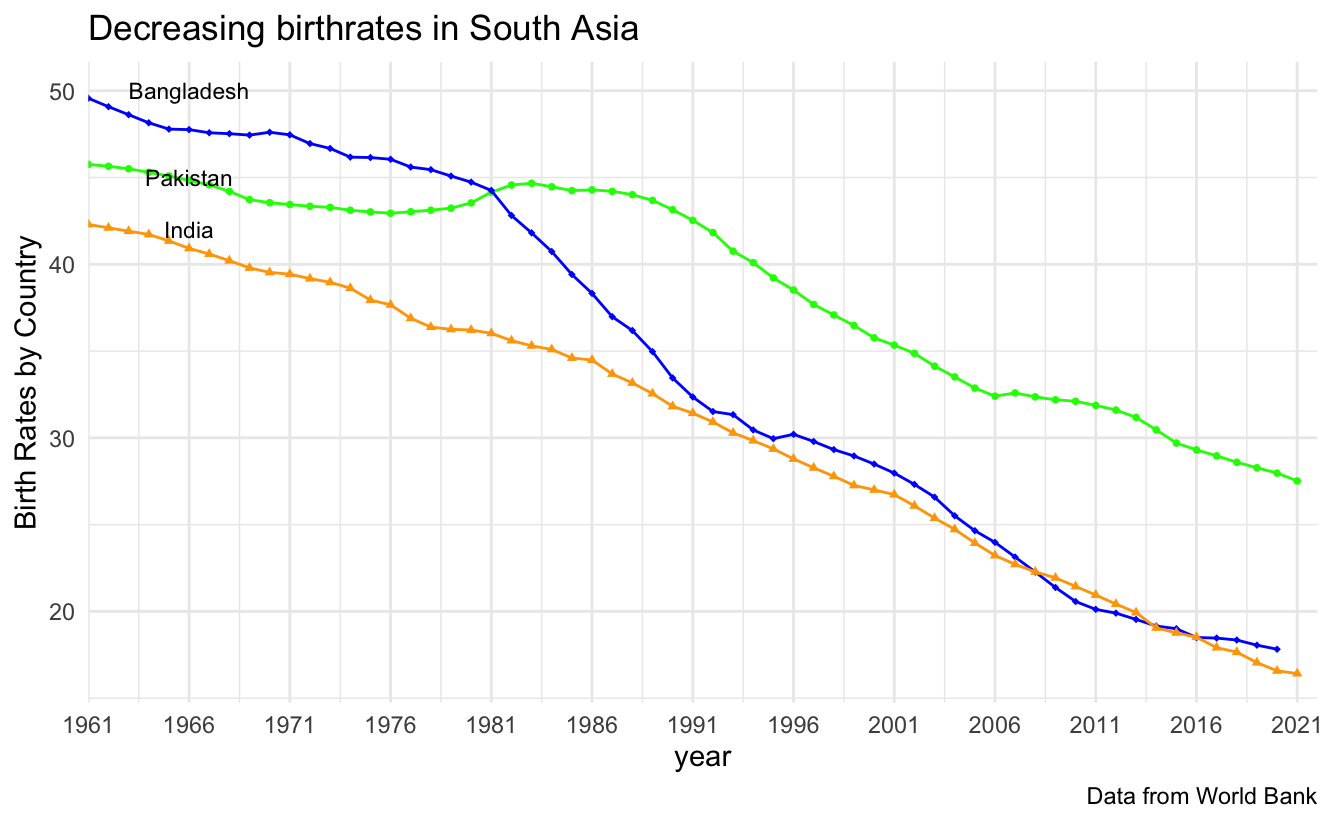 Decreasing birthrates in South Asia
Birth Rates by Country
50
40
30
20
Bangladesh
Pakistan
India
1961 1966 1971 1976 1981 1986 1991 1996 2001 2006 2011 2016 2021
year
Data from World Bank